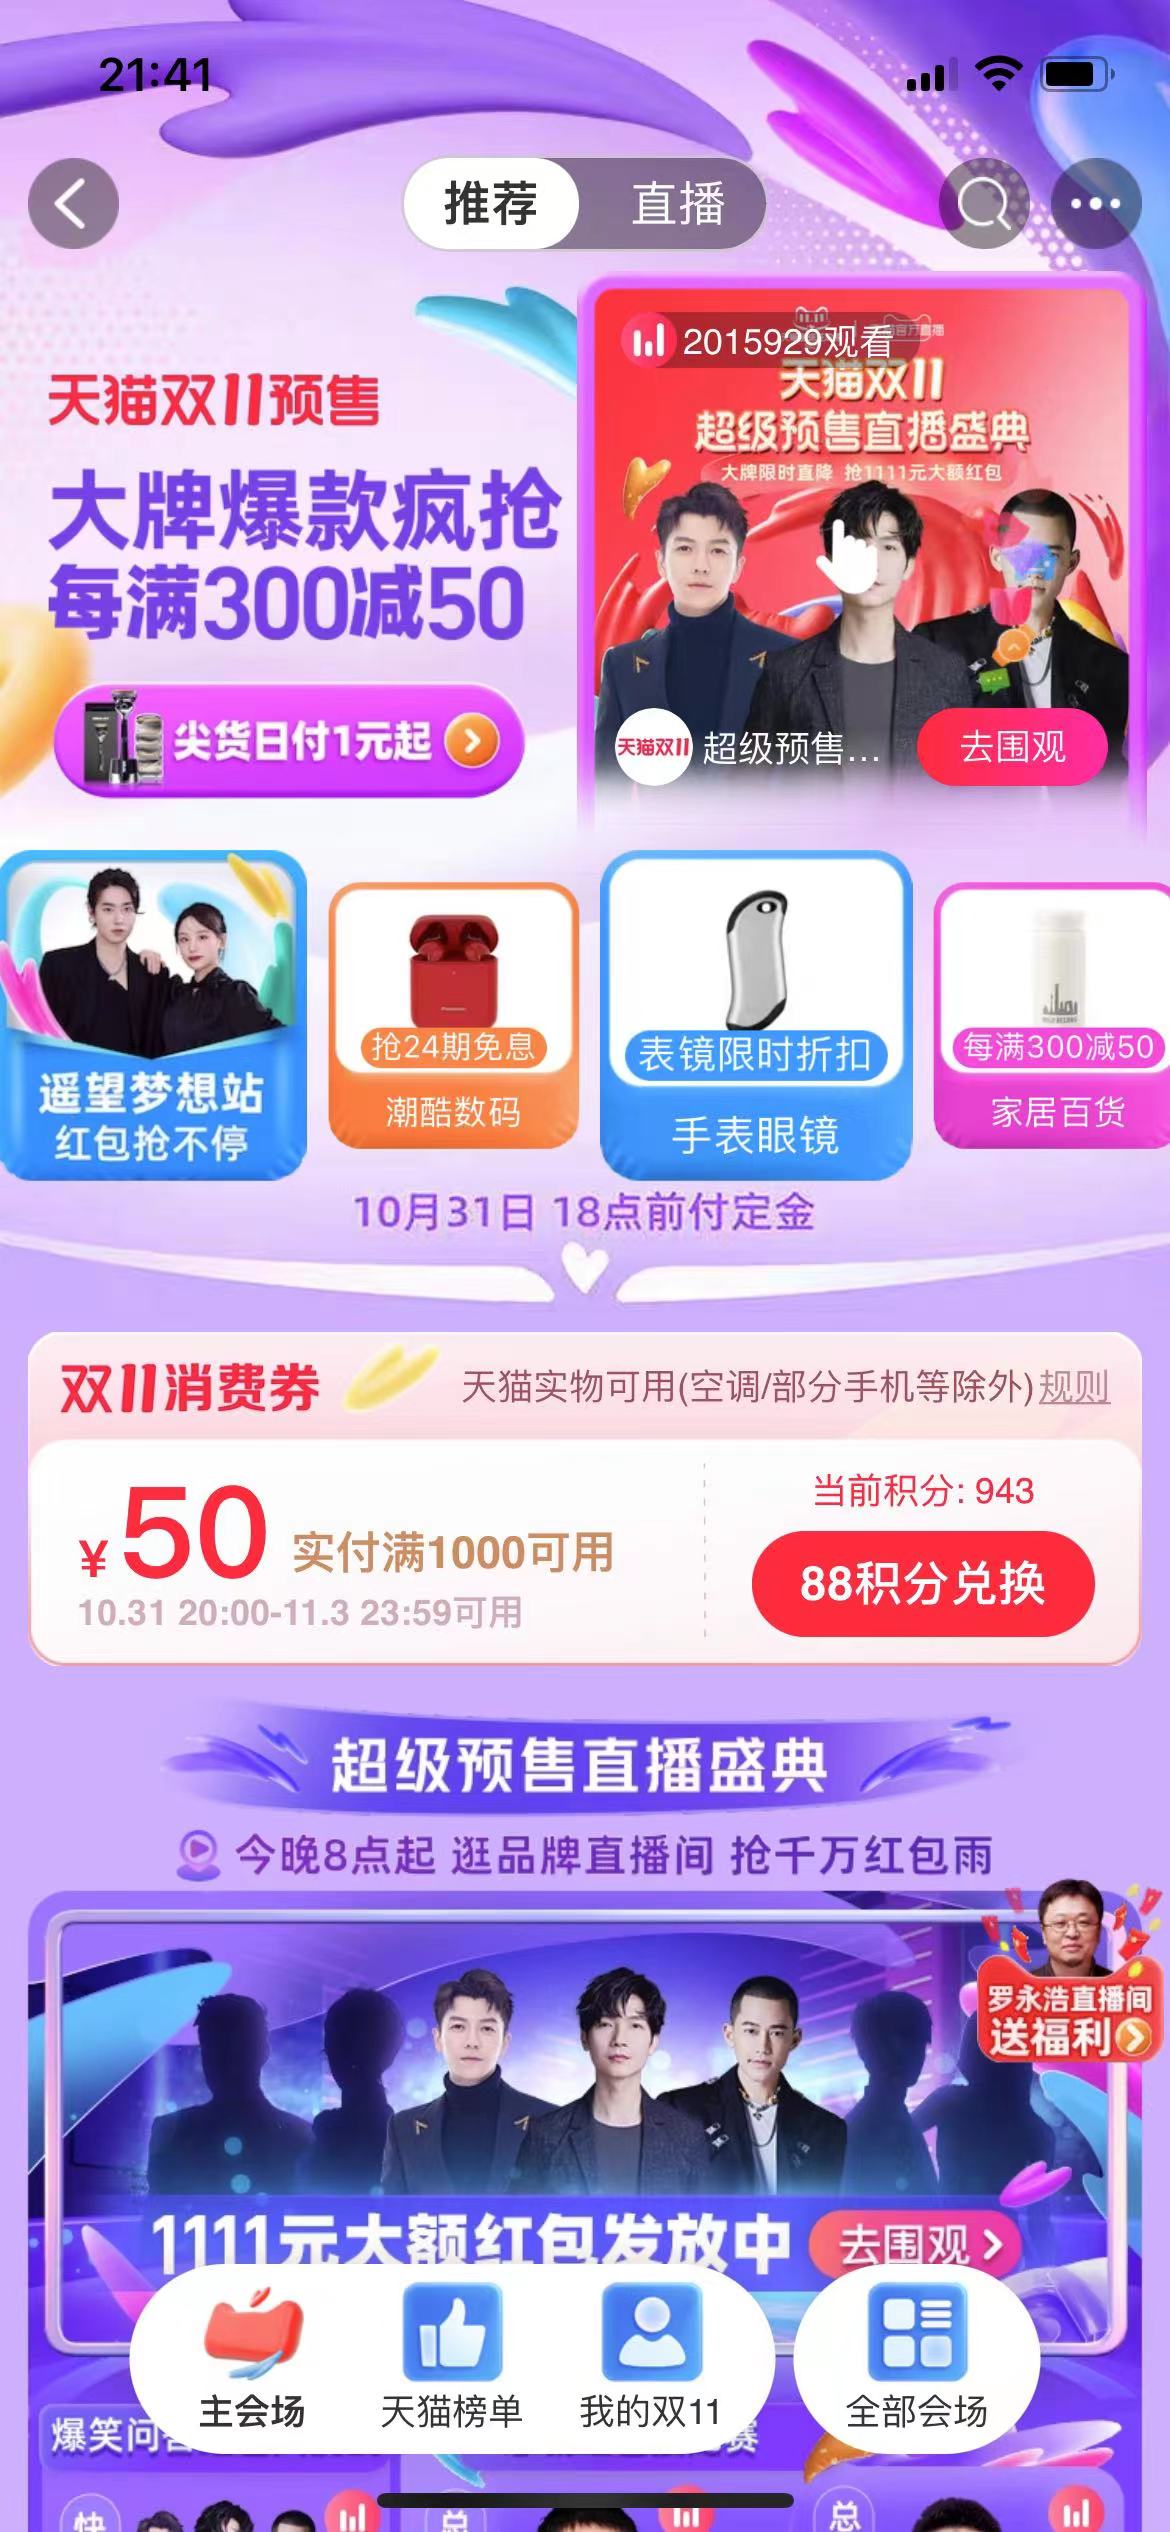 21:41
推荐
直播
2015929观看
天猫双11预售
大牌爆款疯抢
每满300减50
尖货日付1元起
天猫双11
超级预售直播盛典
大牌限时直降 抢1111元大额红包
天猫双11
超级预售...
去围观
遥望梦想站
红包抢不停
抢24期免息
潮酷数码
表镜限时折扣
手表眼镜
每满300减50
家居百货
10月31日 18点前付定金
双11消费券
天猫实物可用(空调/部分手机等除外)
规则
¥50
实付满1000可用
10.31 20:00-11.3 23:59可用
当前积分: 943
88积分兑换
超级预售直播盛典
今晚8点起 逛品牌直播间 抢千万红包雨
罗永浩直播间
送福利
1111元大额红包发放中
去围观
主会场
天猫榜单
我的双11
全部会场
爆笑问
快
总
总